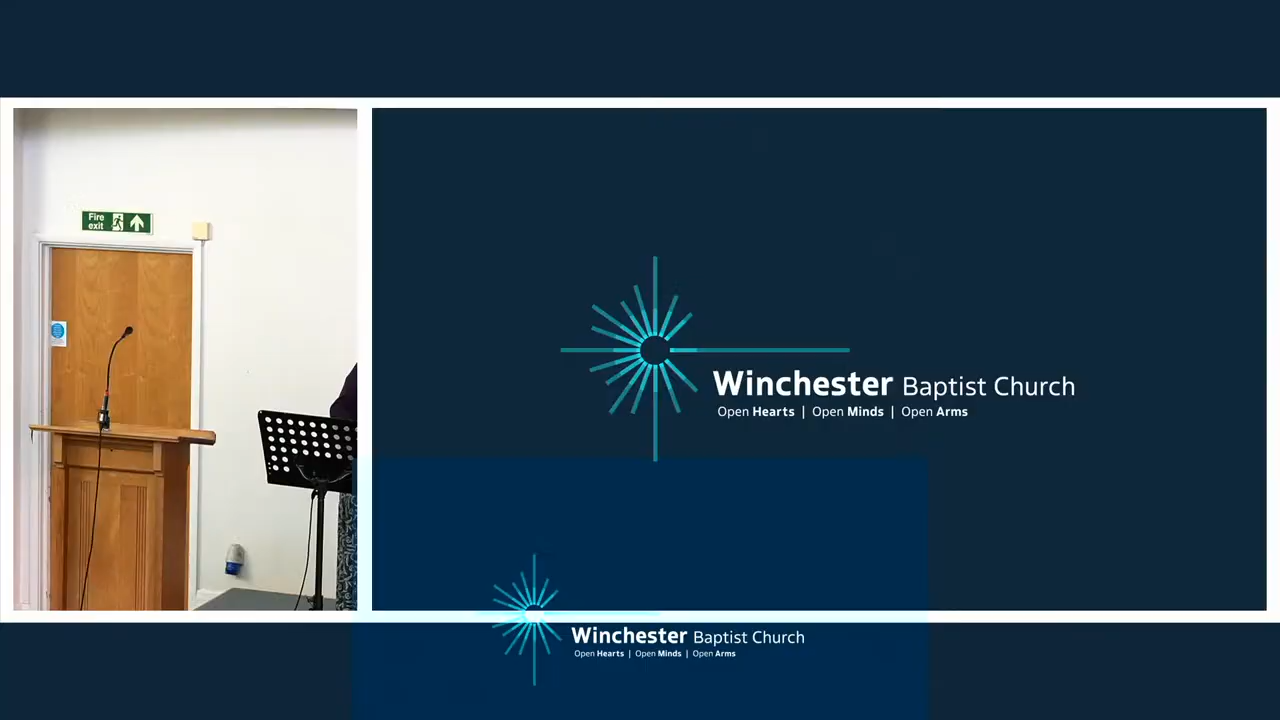 Fire
exit
Winchester Baptist Church
Open Hearts | Open Minds | Open Arms
Winchester Baptist Church
Open Hearts | Open Minds | Open Arms